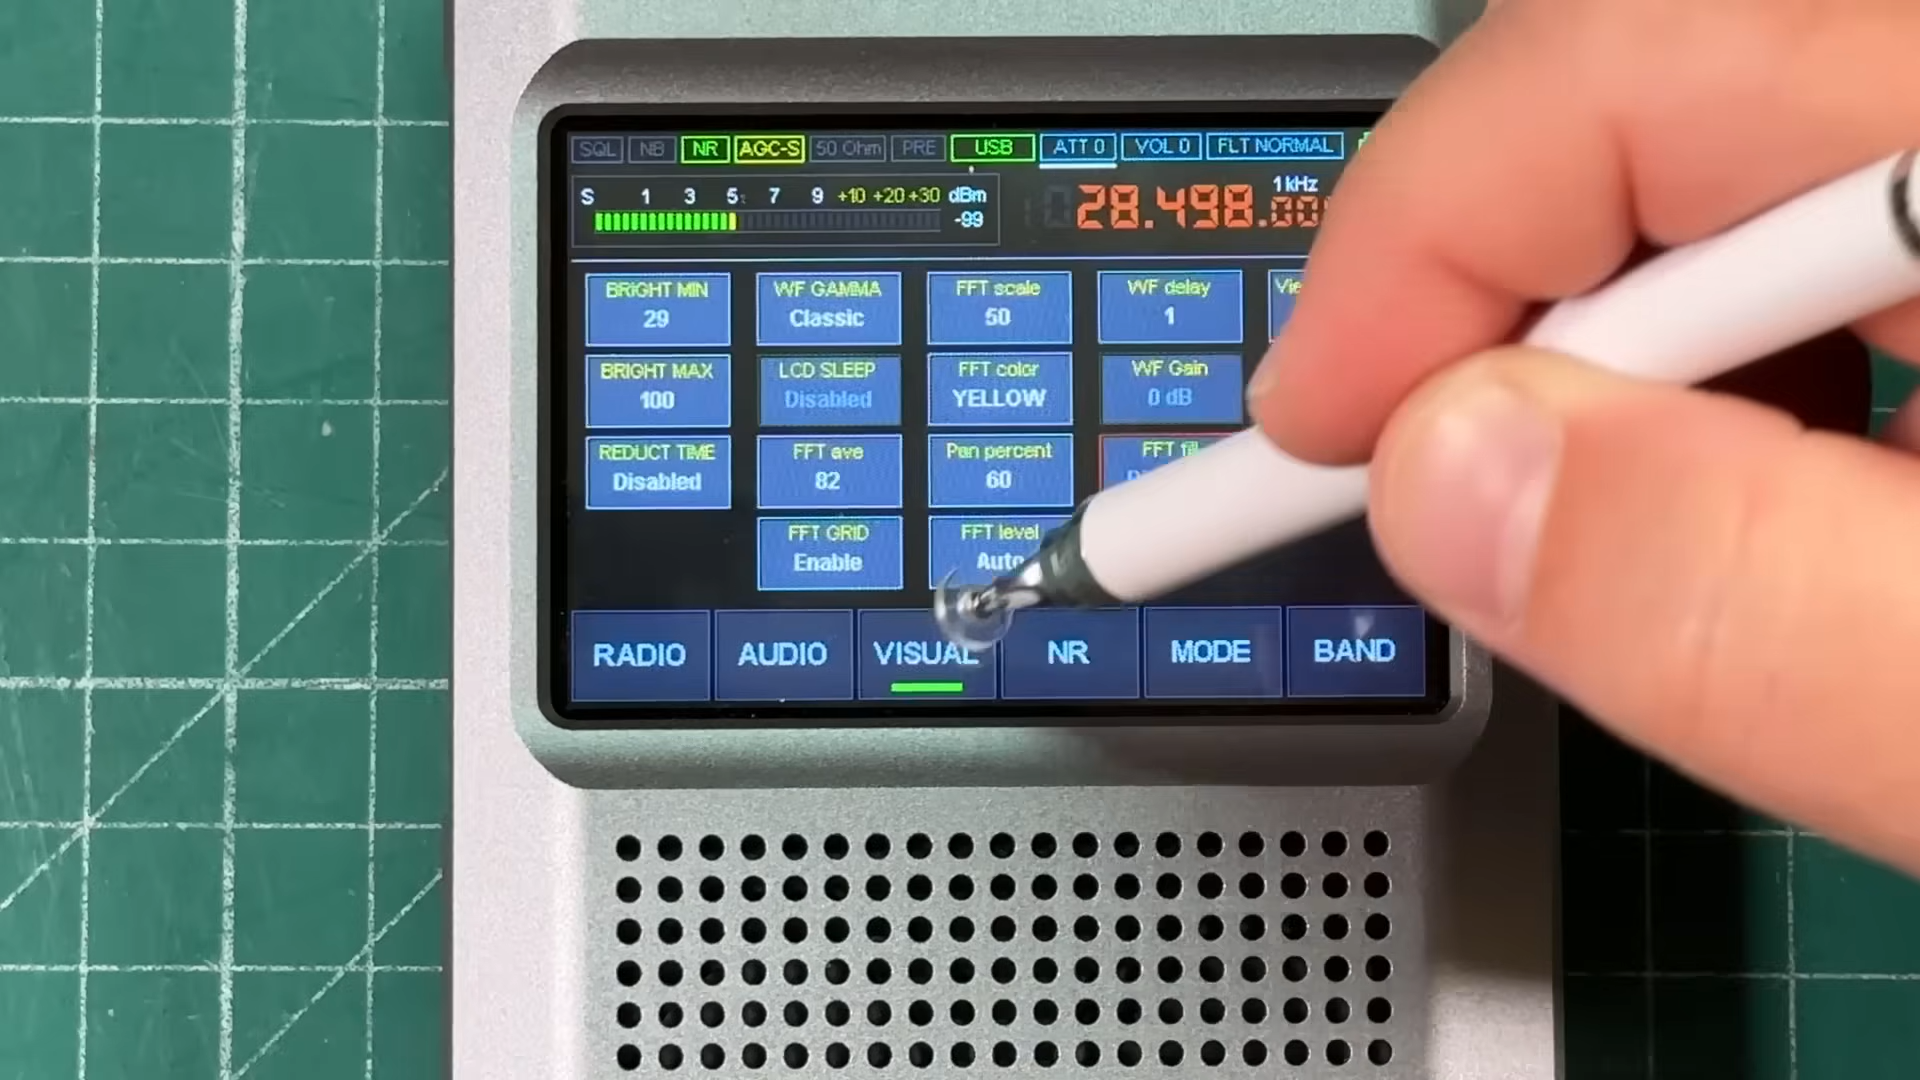 SQL NB NR AGC-S 50 Ohm PRE USB ATT 0 VOL 0 FLT NORMAL
S 1 3 5 7 9 +10 +20 +30 dBm
-99
1kHz
28.498.
BRIGHT MIN
29
WF GAMMA
Classic
FFT scale
50
WF delay
1
BRIGHT MAX
100
LCD SLEEP
Disabled
FFT color
YELLOW
WF Gain
0 dB
REDUCT TIME
Disabled
FFT ave
82
Pan percent
60
FFT
FFT GRID
Enable
FFT level
Auto
RADIO AUDIO VISUAL NR MODE BAND